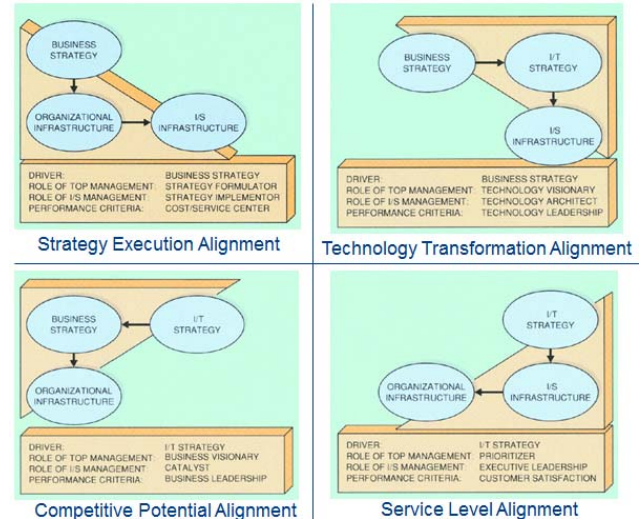 BUSINESS
STRATEGY
ORGANIZATIONAL
INFRASTRUCTURE
I/S
INFRASTRUCTURE
DRIVER: BUSINESS STRATEGY
ROLE OF TOP MANAGEMENT: STRATEGY FORMULATOR
ROLE OF I/S MANAGEMENT: STRATEGY IMPLEMENTOR
PERFORMANCE CRITERIA: COST/SERVICE CENTER
Strategy Execution Alignment
BUSINESS
STRATEGY
I/T
STRATEGY
I/S
INFRASTRUCTURE
DRIVER: BUSINESS STRATEGY
ROLE OF TOP MANAGEMENT: TECHNOLOGY VISIONARY
ROLE OF I/S MANAGEMENT: TECHNOLOGY ARCHITECT
PERFORMANCE CRITERIA: TECHNOLOGY LEADERSHIP
Technology Transformation Alignment
BUSINESS
STRATEGY
I/T
STRATEGY
ORGANIZATIONAL
INFRASTRUCTURE
DRIVER: I/T STRATEGY
ROLE OF TOP MANAGEMENT: BUSINESS VISIONARY
ROLE OF I/S MANAGEMENT: CATALYST
PERFORMANCE CRITERIA: BUSINESS LEADERSHIP
Competitive Potential Alignment
I/T
STRATEGY
ORGANIZATIONAL
INFRASTRUCTURE
I/S
INFRASTRUCTURE
DRIVER: I/T STRATEGY
ROLE OF TOP MANAGEMENT: PRIORITIZER
ROLE OF I/S MANAGEMENT: EXECUTIVE LEADERSHIP
PERFORMANCE CRITERIA: CUSTOMER SATISFACTION
Service Level Alignment